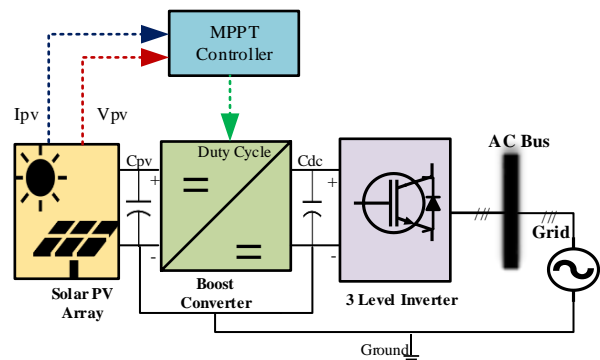 MPPT
Controller
Ipv
Vpv
Cpv
Duty Cycle
Cdc
AC Bus
+
+
-
-
Grid
Solar PV
Array
Boost
Converter
3 Level Inverter
Ground